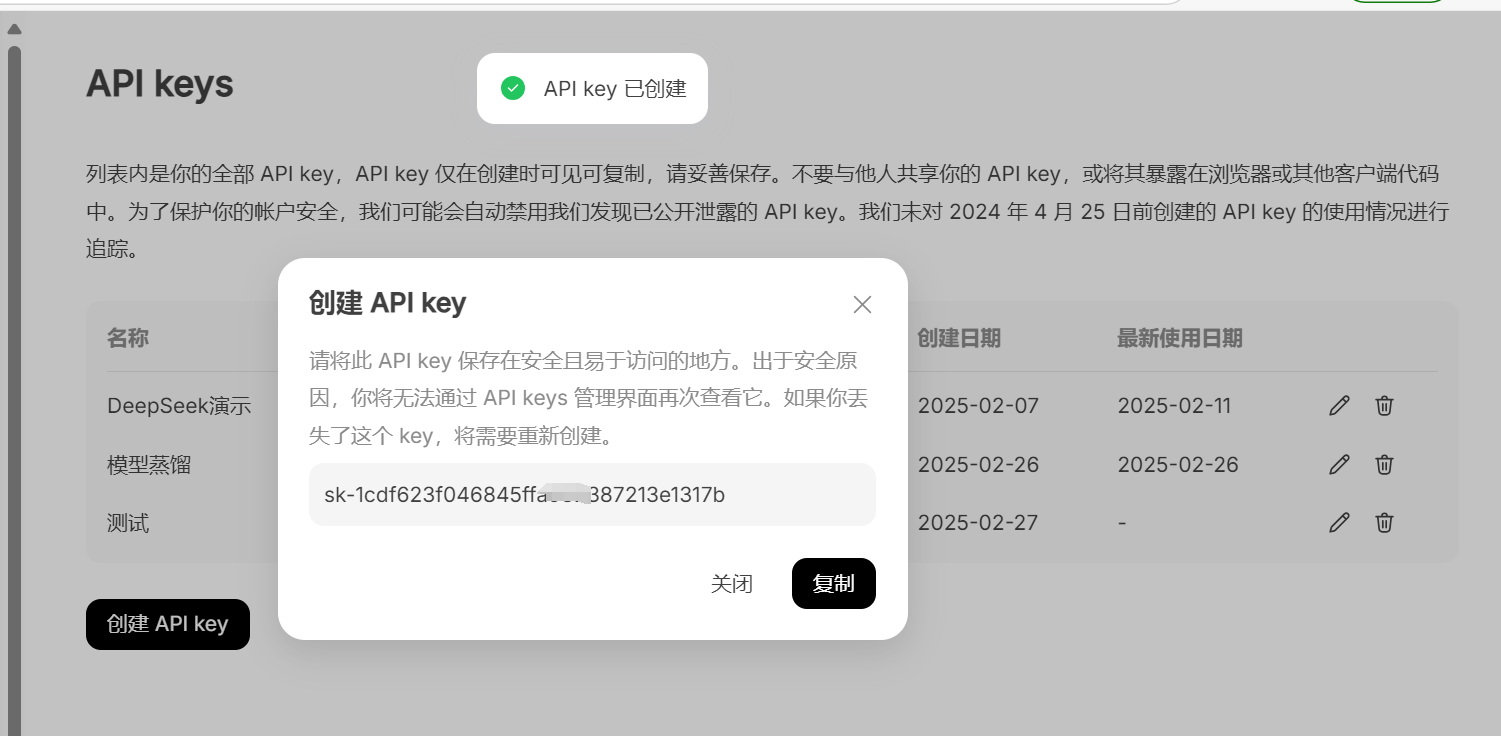 API keys
API key 已创建
列表内是你的全部 API key，API key 仅在创建时可见可复制，请妥善保存。不要与他人共享你的 API key，或将其暴露在浏览器或其他客户端代码
中。为了保护你的帐户安全，我们可能会自动禁用我们发现已公开泄露的 API key。我们未对 2024 年 4 月 25 日前创建的 API key 的使用情况进行
追踪。
创建 API key
请将此 API key 保存在安全且易于访问的地方。出于安全原
因，你将无法通过 API keys 管理界面再次查看它。如果你丢
失了这个 key，将需要重新创建。
关闭 复制
名称 创建日期 最新使用日期
DeepSeek演示 2025-02-07 2025-02-11
模型蒸馏 2025-02-26 2025-02-26
测试 2025-02-27 -
创建 API key